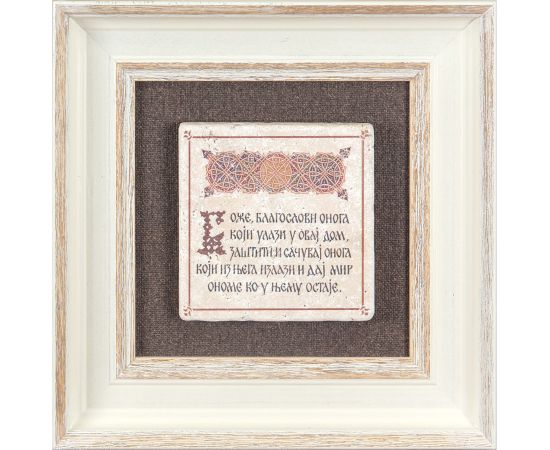 Боже, благослови онога
који улази у овај дом,
заштити и сачувај онога
који из њега излази и дај мир
ономе ко у њему остаје.